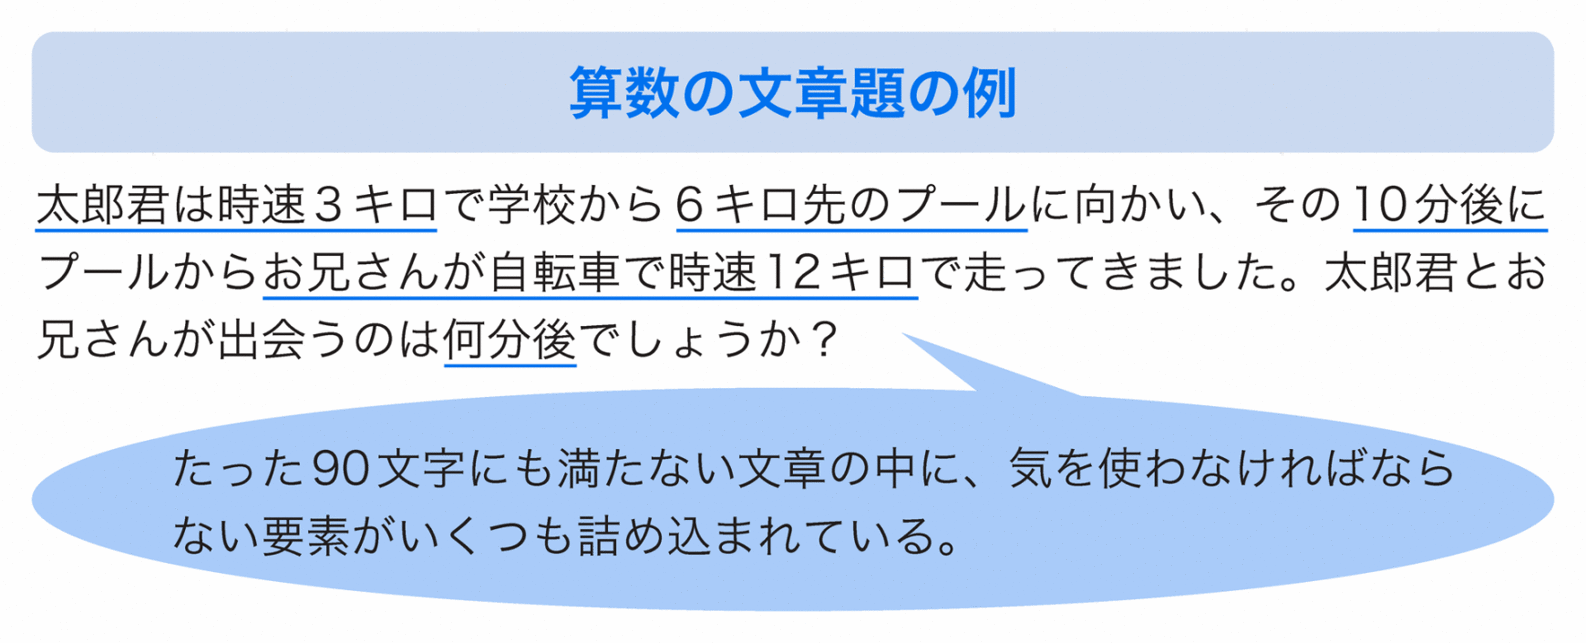 算数の文章題の例
太郎君は時速3キロで学校から6キロ先のプールに向かい、その10分後に
プールからお兄さんが自転車で時速12キロで走ってきました。太郎君とお
兄さんが出会うのは何分後でしょうか？
たった90文字にも満たない文章の中に、気を使わなければなら
ない要素がいくつも詰め込まれている。